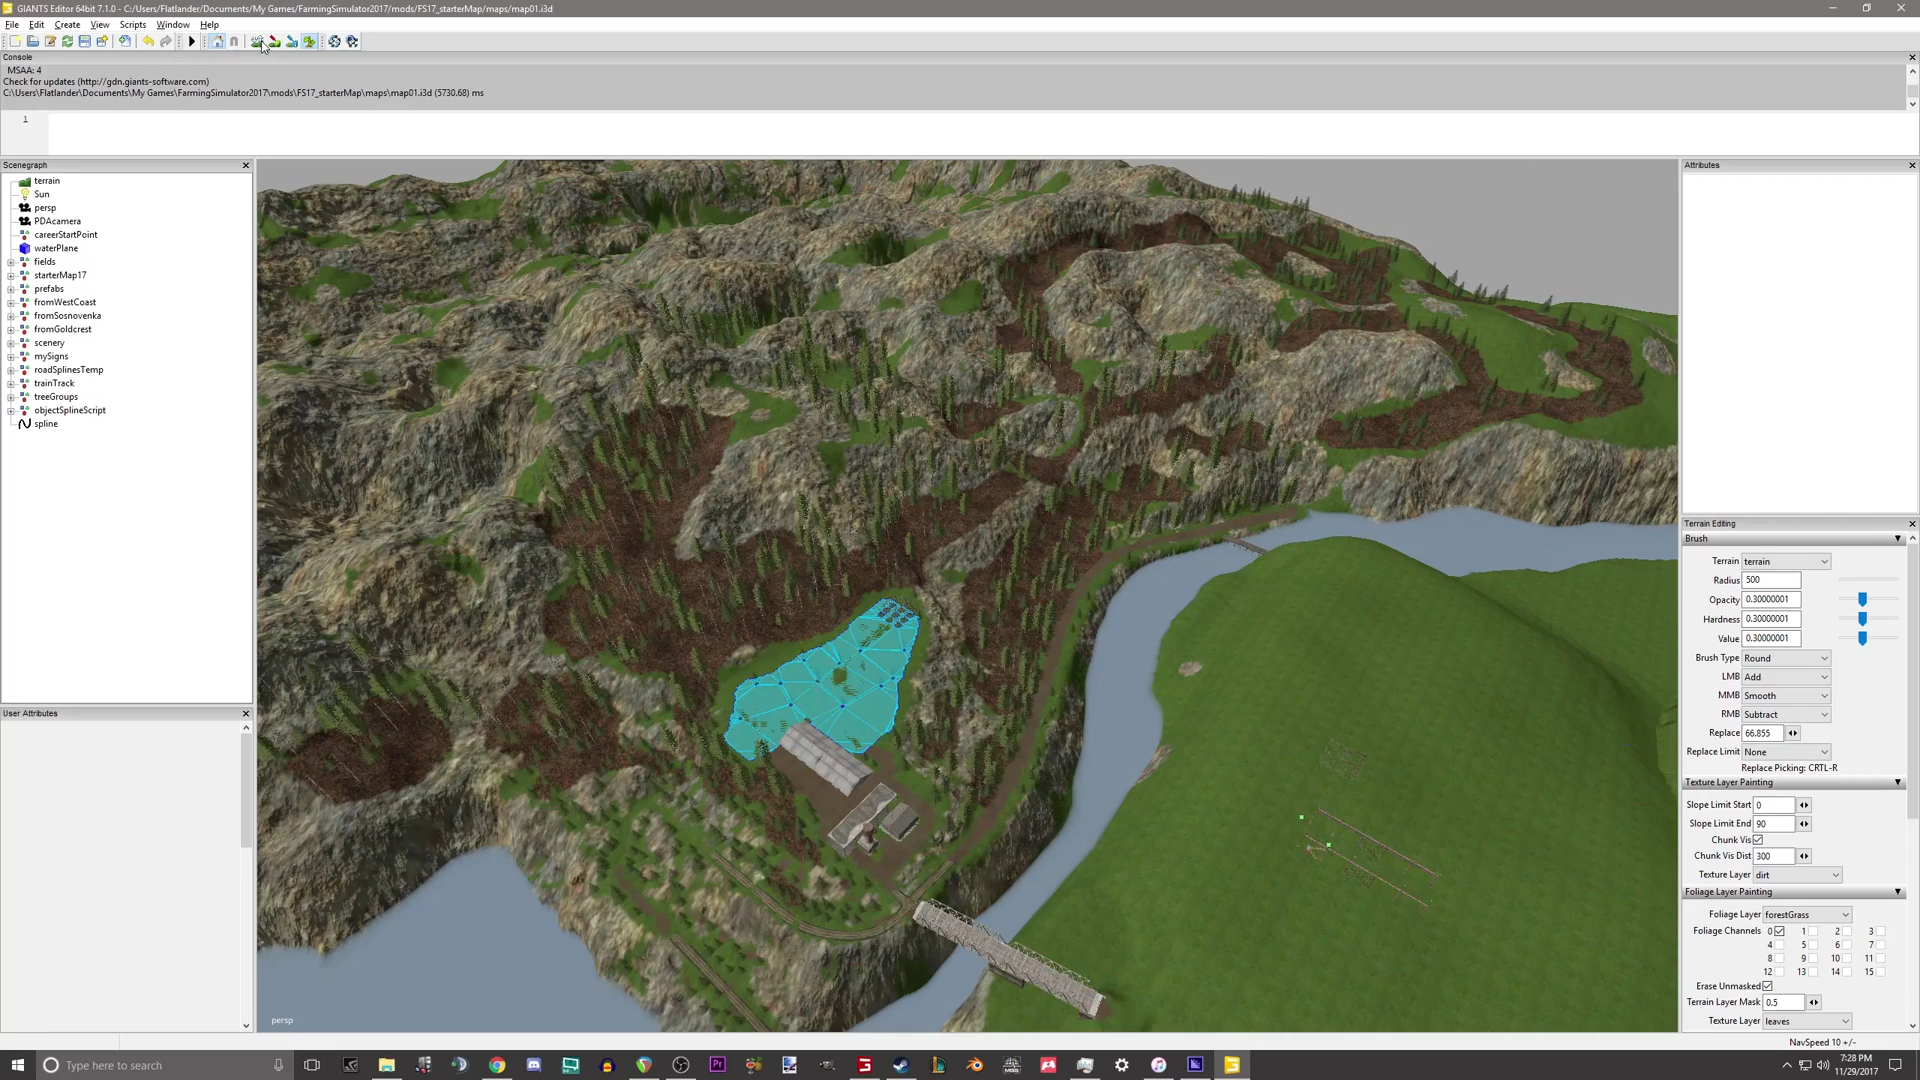 GIANTS Editor 64bit 7.1.0 - C:/Users/Flatlander/Documents/My Games/FarmingSimulator2017/mods/FS17_starterMap/maps/map01.i3d
File Edit Create View Scripts Window Help
Console
MSAA: 4
Check for updates (http://gdn.giants-software.com)
C:\Users\Flatlander\Documents\My Games\FarmingSimulator2017\mods\FS17_starterMap\maps\map01.i3d (5730.68) ms
1
Scenegraph
terrain
Sun
persp
PDAcamera
careerStartPoint
waterPlane
fields
starterMap17
prefabs
fromWestCoast
fromSosnovenka
fromGoldcrest
scenery
mySigns
roadSplinesTemp
trainTrack
treeGroups
objectSplineScript
spline
User Attributes
persp
Attributes
Terrain Editing
Brush
Terrain terrain
Radius 500
Opacity 0.30000001
Hardness 0.30000001
Value 0.30000001
Brush Type Round
LMB Add
MMB Smooth
RMB Subtract
Replace 66.855
Replace Limit None
Replace Picking: CRTL-R
Texture Layer Painting
Slope Limit Start 0
Slope Limit End 90
Chunk Vis
Chunk Vis Dist 300
Texture Layer dirt
Foliage Layer Painting
Foliage Layer forestGrass
Foliage Channels 0 1 2 3
4 5 6 7
8 9 10 11
12 13 14 15
Erase Unmasked
Terrain Layer Mask 0.5
Texture Layer leaves
NavSpeed 10 +/-
Type here to search
7:28 PM
11/29/2017